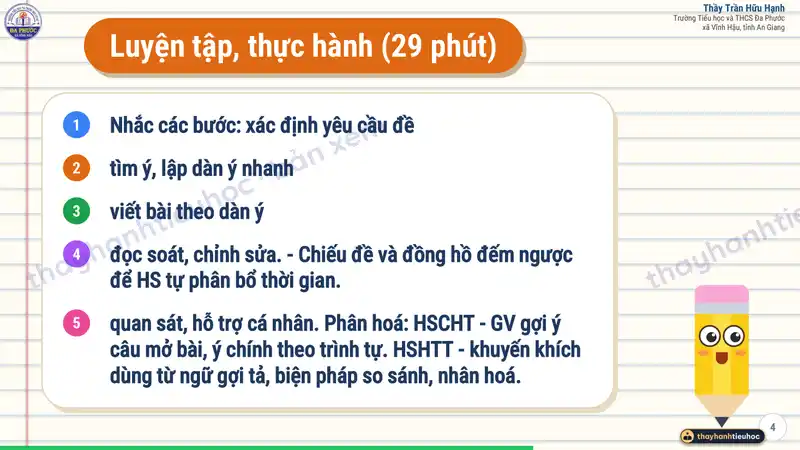 Thầy Trần Hữu Hạnh
Trường Tiểu học và THCS Đa Phước
xã Vĩnh Hậu, tỉnh An Giang
ĐA PHƯỚC
Luyện tập, thực hành (29 phút)
1 Nhắc các bước: xác định yêu cầu đề
2 tìm ý, lập dàn ý nhanh
3 viết bài theo dàn ý
4 đọc soát, chỉnh sửa. - Chiếu đề và đồng hồ đếm ngược
để HS tự phân bổ thời gian.
5 quan sát, hỗ trợ cá nhân. Phân hoá: HSCHT - GV gợi ý
câu mở bài, ý chính theo trình tự. HSHTT - khuyến khích
dùng từ ngữ gợi tả, biện pháp so sánh, nhân hoá.
thayhanhtieuhoc
4